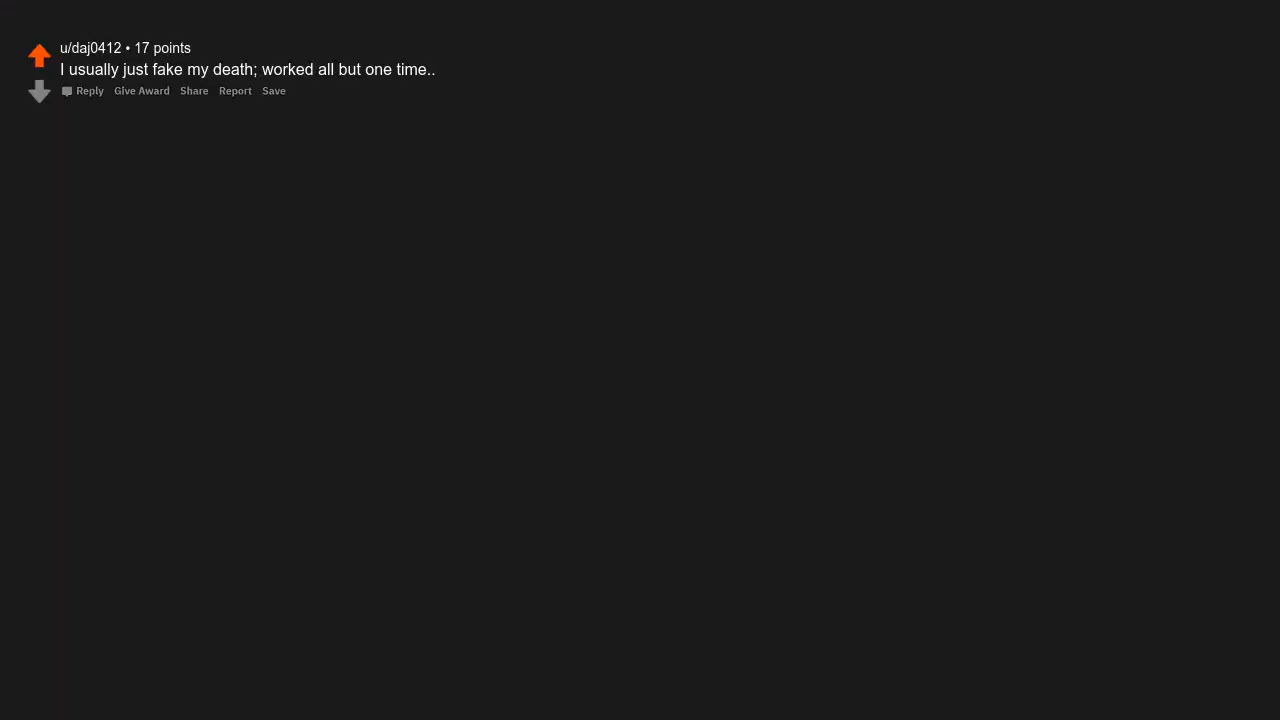 u/daj0412 • 17 points
I usually just fake my death; worked all but one time..
Reply Give Award Share Report Save